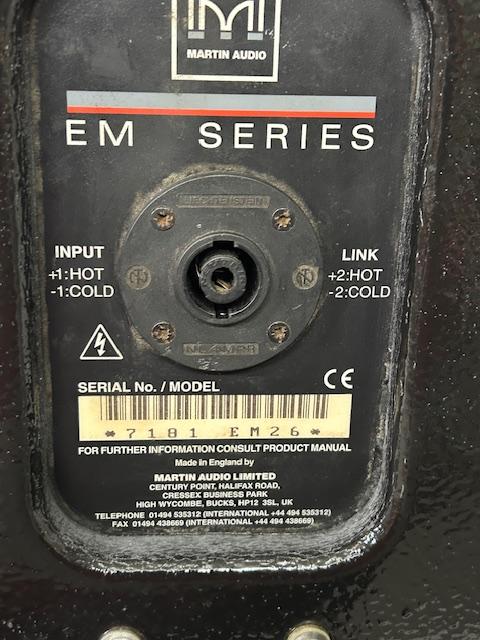 MARTIN AUDIO
EM SERIES
LIECHTENSTEIN
INPUT
+1:HOT
-1:COLD
LINK
+2:HOT
-2:COLD
NL4MPR
SERIAL No. / MODEL
CE
*7181 EM26*
FOR FURTHER INFORMATION CONSULT PRODUCT MANUAL
Made in England by
MARTIN AUDIO LIMITED
CENTURY POINT, HALIFAX ROAD,
CRESSEX BUSINESS PARK
HIGH WYCOMBE, BUCKS, HP12 3SL, UK
TELEPHONE 01494 535312 (INTERNATIONAL +44 494 535312)
FAX 01494 438669 (INTERNATIONAL +44 494 438669)